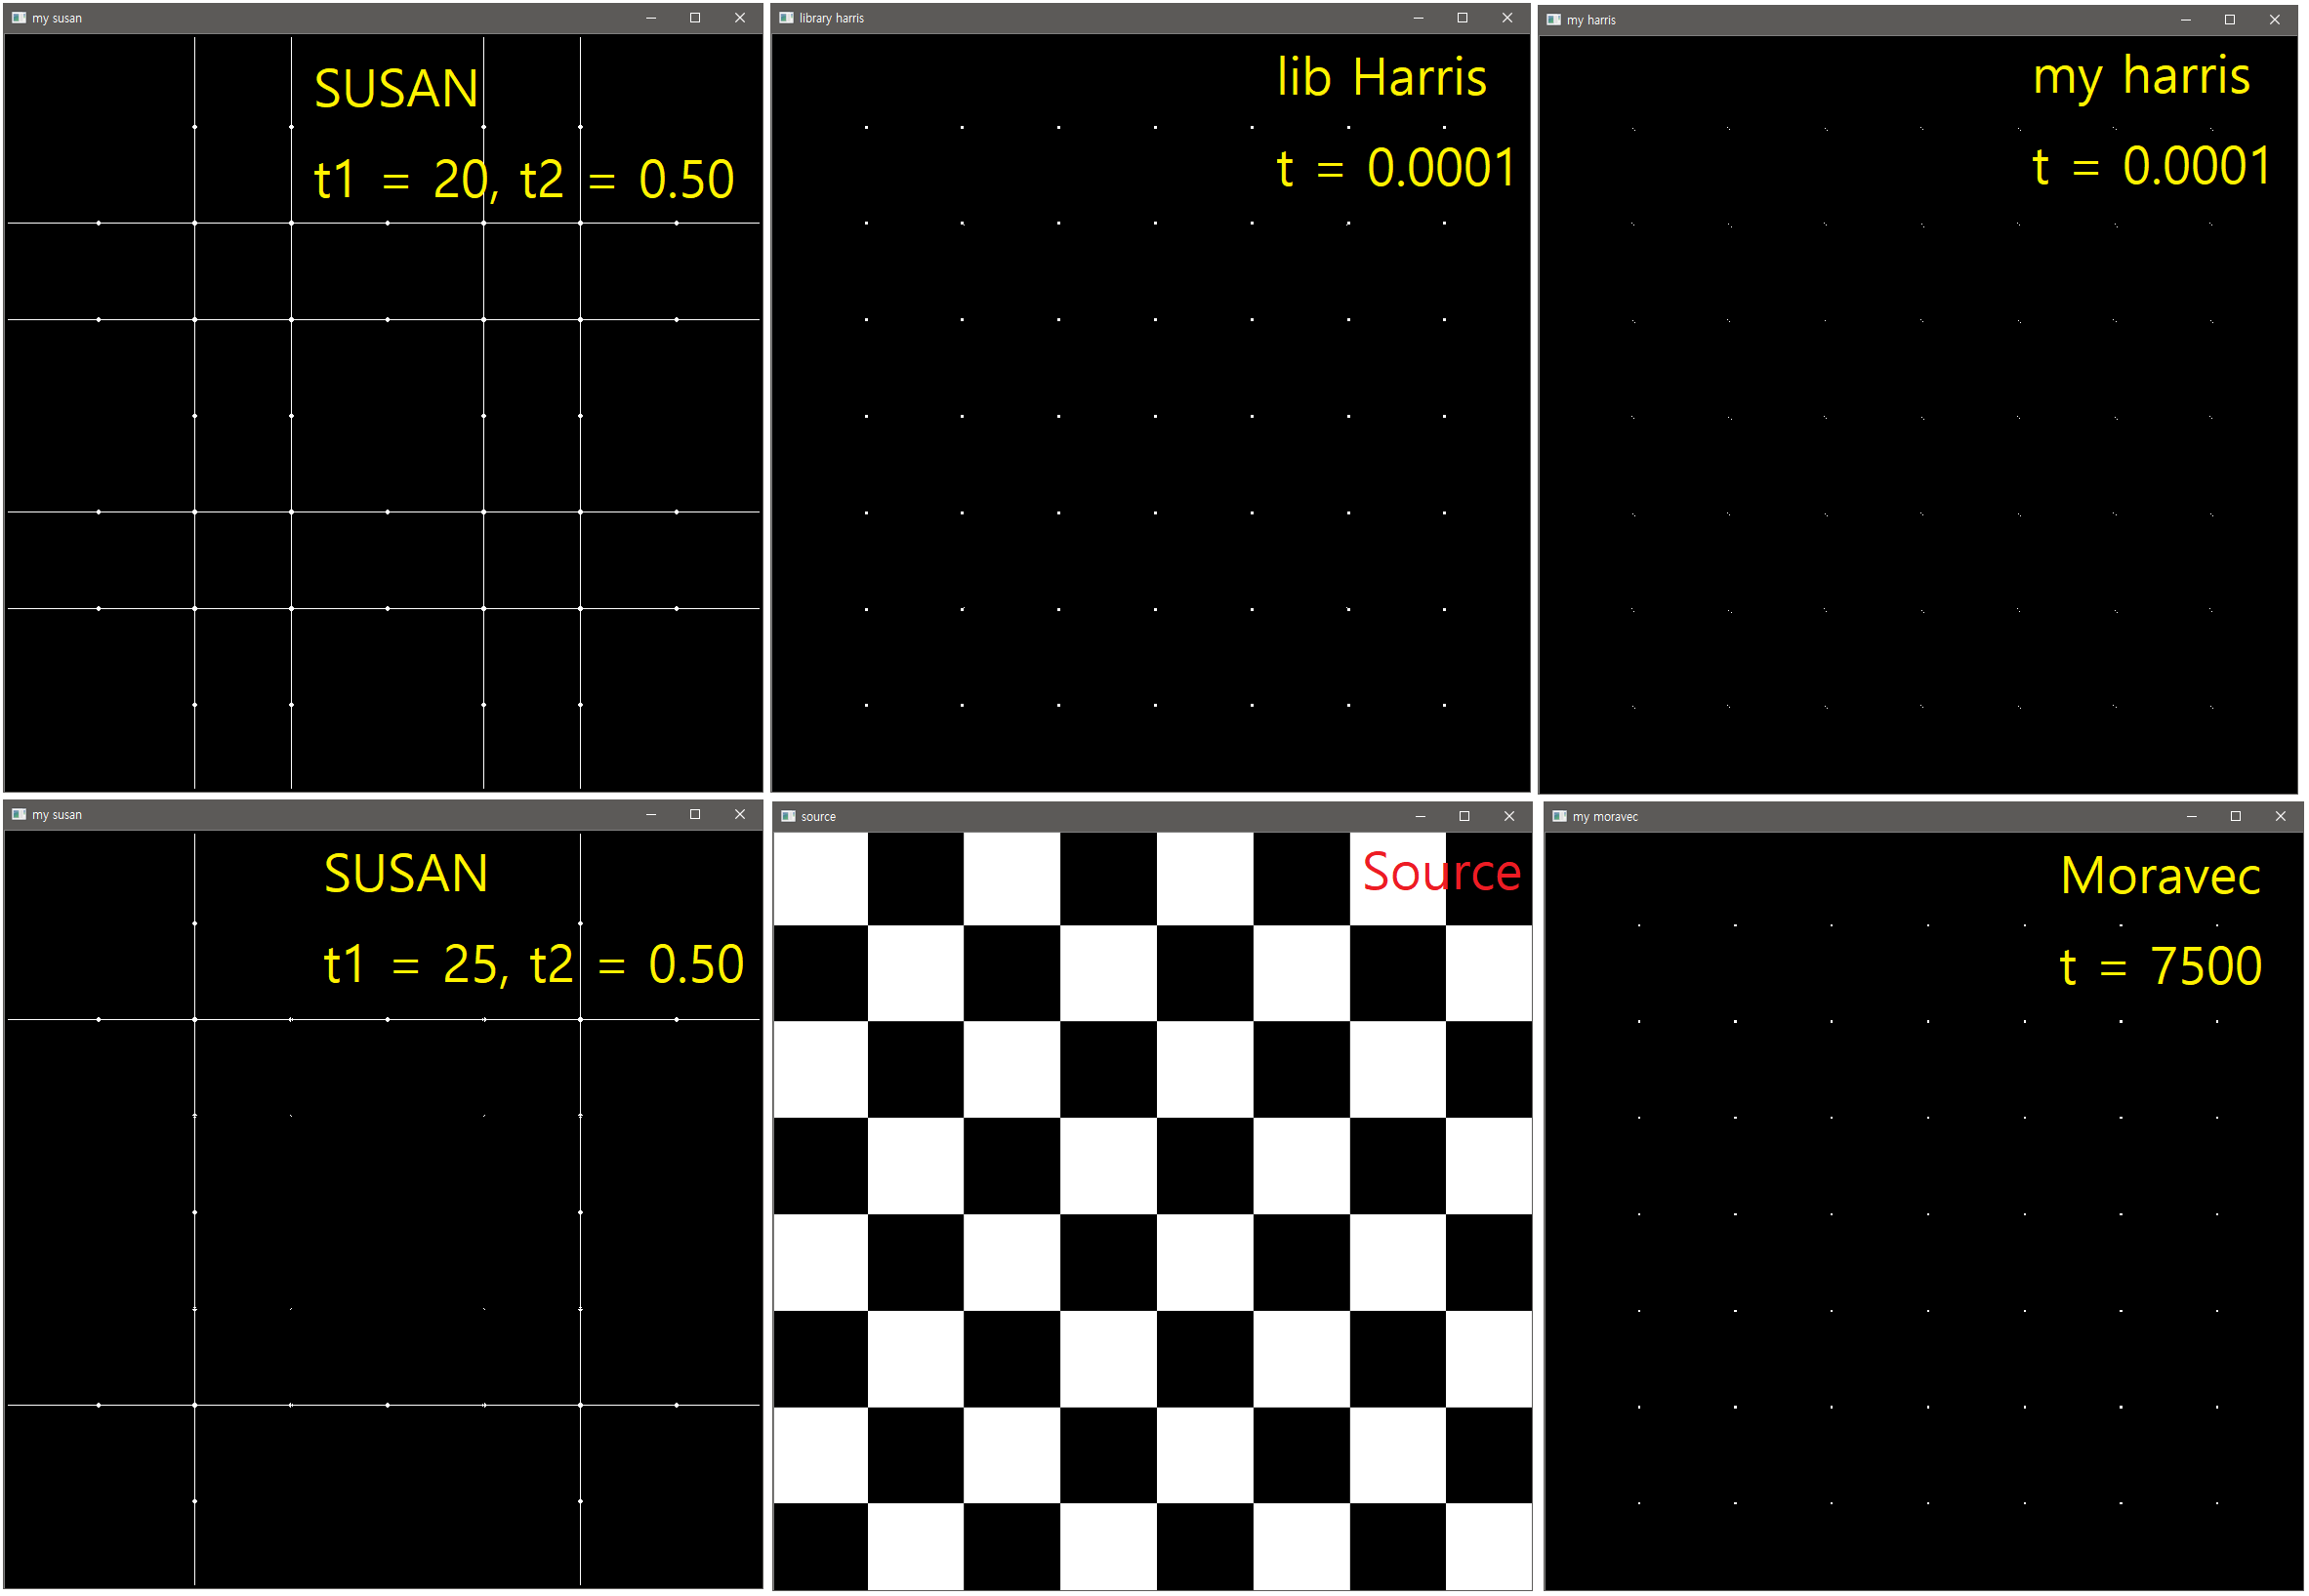 my susan
SUSAN
t1 = 20, t2 = 0.50
library harris
lib Harris
t = 0.0001
my harris
my harris
t = 0.0001
my susan
SUSAN
t1 = 25, t2 = 0.50
source
Source
my moravec
Moravec
t = 7500